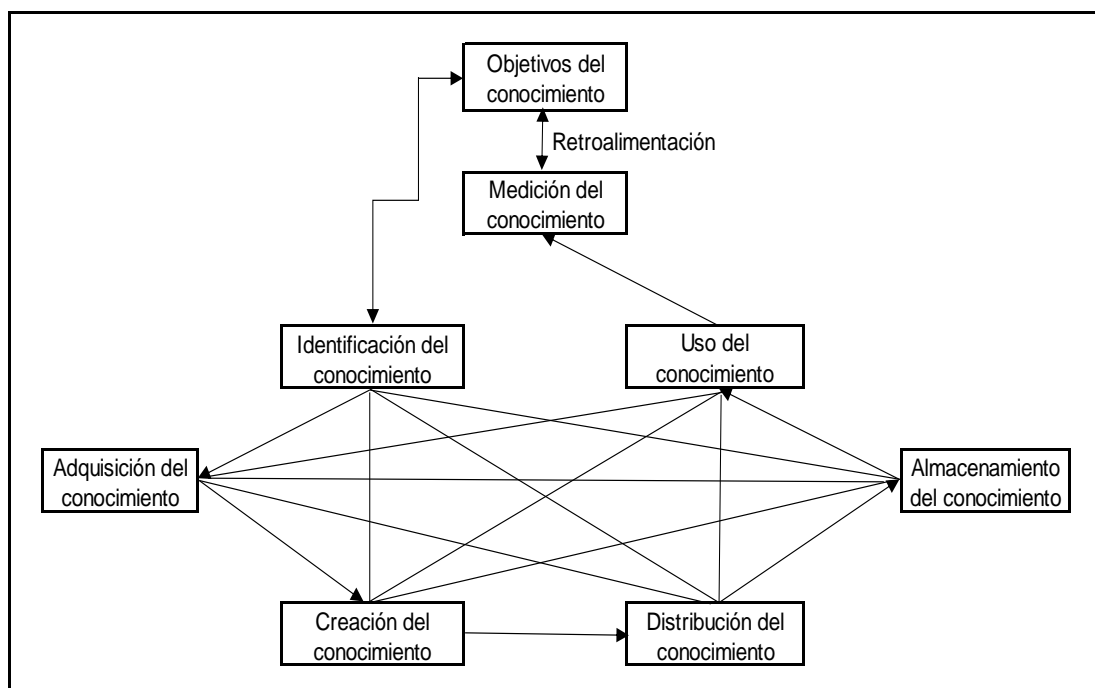 Objetivos del
conocimiento
Retroalimentación
Medición del
conocimiento
Identificación del
conocimiento
Uso del
conocimiento
Adquisición del
conocimiento
Almacenamiento
del conocimiento
Creación del
conocimiento
Distribución del
conocimiento